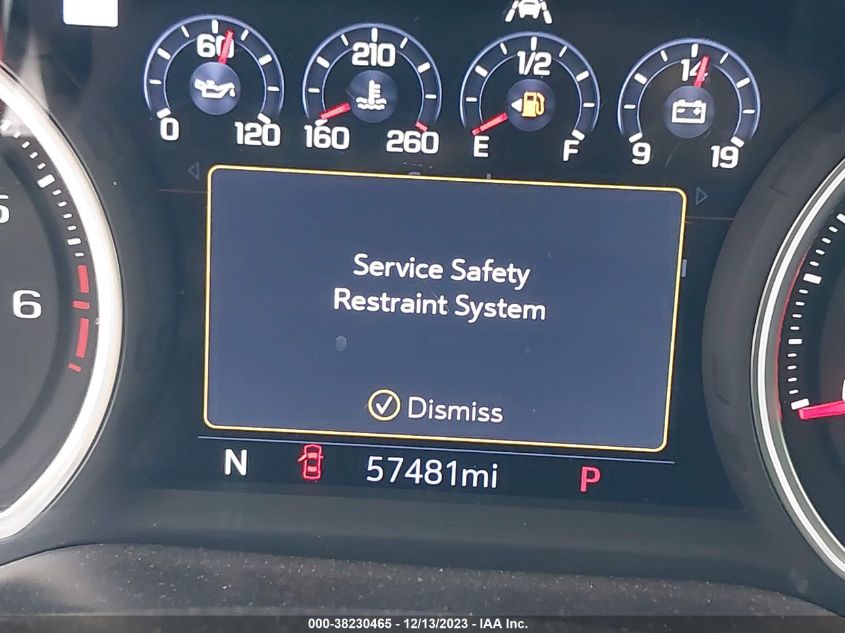 60
0 120
210
160 260
1/2
E F
14
9 19
5
6
Service Safety
Restraint System
Dismiss
N 57481mi P
000-38230465 - 12/13/2023 - IAA Inc.